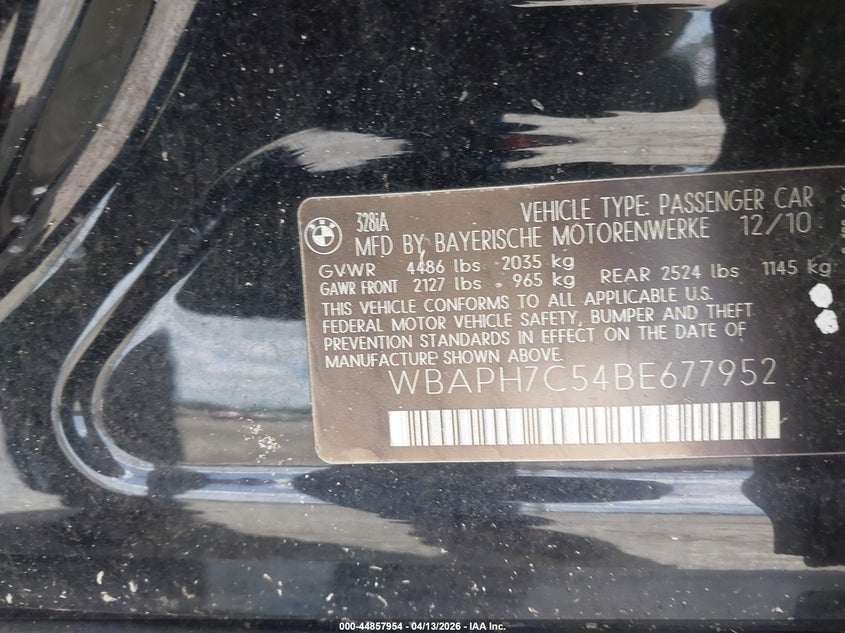 BMW
328iA
VEHICLE TYPE: PASSENGER CAR
MFD BY BAYERISCHE MOTORENWERKE 12/10
GVWR 4486 lbs 2035 kg
GAWR FRONT 2127 lbs 965 kg REAR 2524 lbs 1145 kg
THIS VEHICLE CONFORMS TO ALL APPLICABLE U.S.
FEDERAL MOTOR VEHICLE SAFETY, BUMPER AND THEFT
PREVENTION STANDARDS IN EFFECT ON THE DATE OF
MANUFACTURE SHOWN ABOVE.
WBAPH7C54BE677952
000-44857954 - 04/13/2026 - IAA Inc.